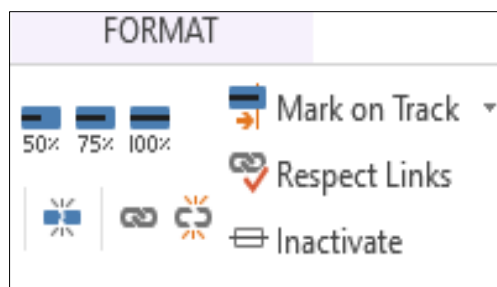 FORMAT
Mark on Track
50% 75% 100%
Respect Links
Inactivate